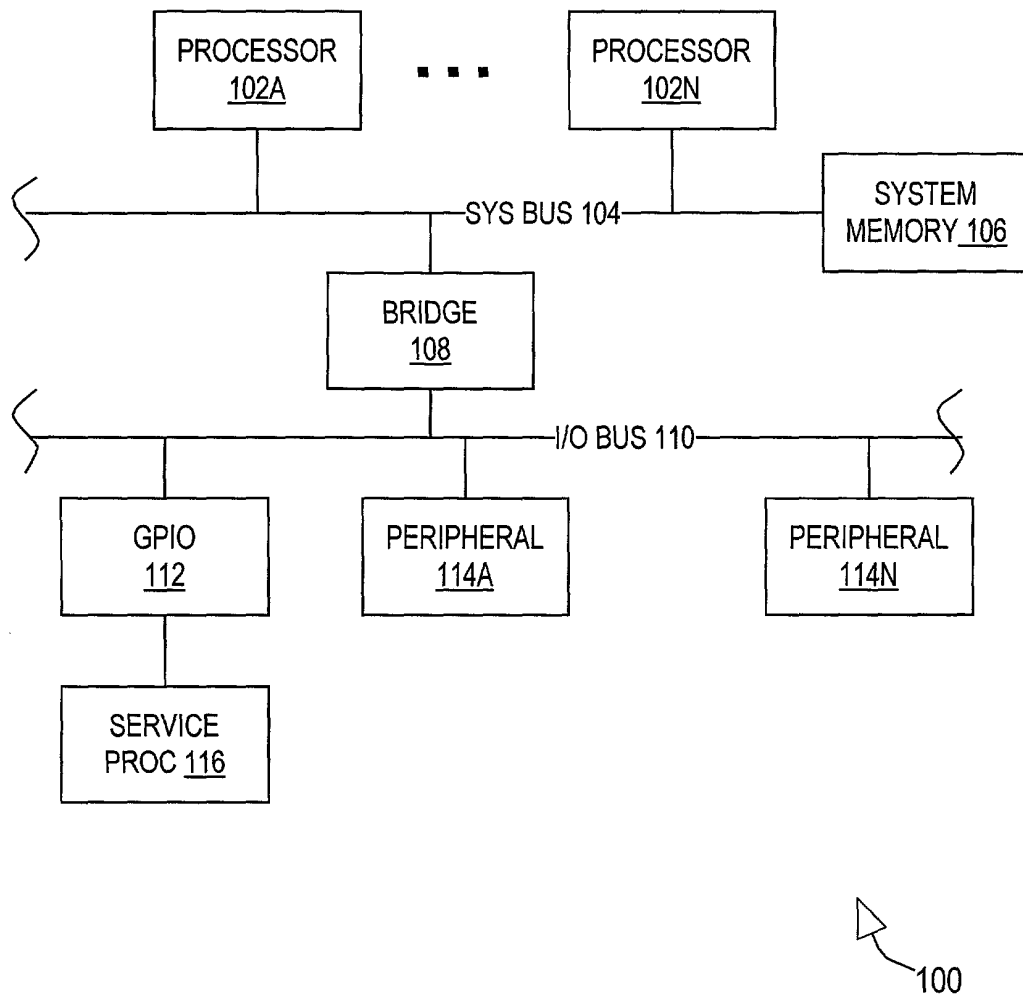 PROCESSOR
102A
PROCESSOR
102N
SYSTEM
MEMORY 106
SYS BUS 104
BRIDGE
108
I/O BUS 110
GPIO
112
PERIPHERAL
114A
PERIPHERAL
114N
SERVICE
PROC 116
100